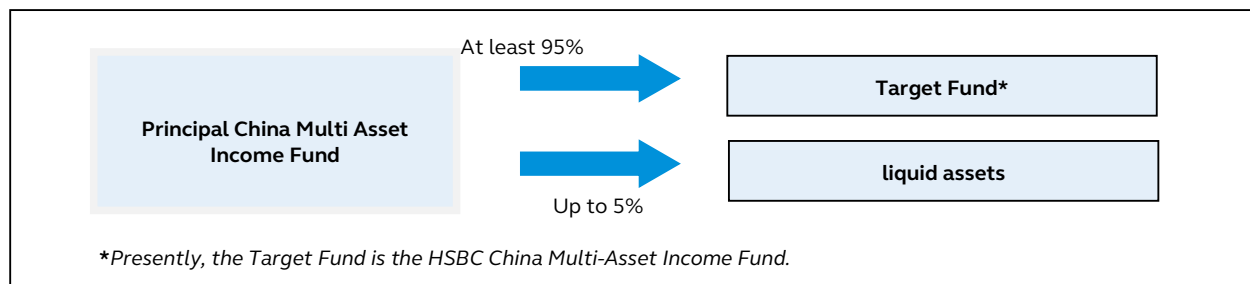 At least 95%
Principal China Multi Asset
Income Fund
Target Fund*
liquid assets
Up to 5%
*Presently, the Target Fund is the HSBC China Multi-Asset Income Fund.